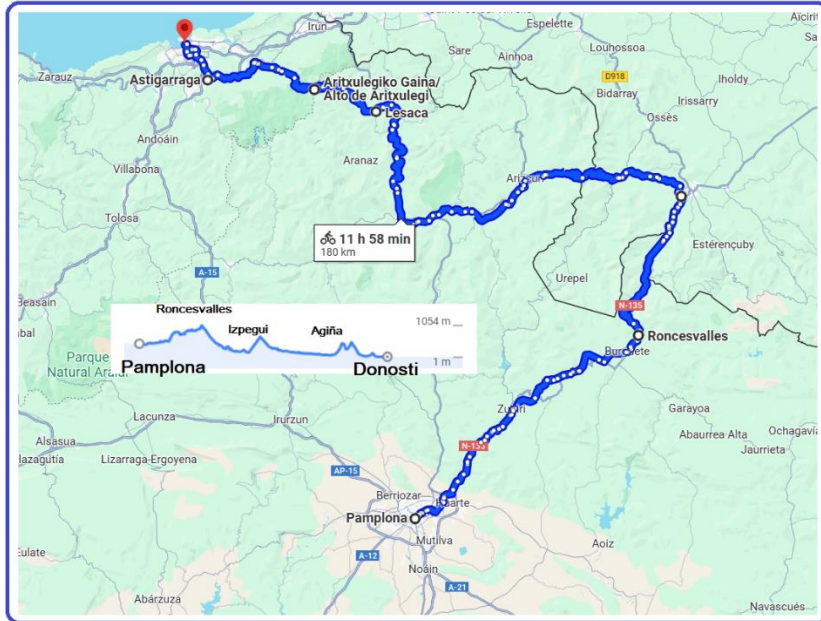 Irun
Espelette
Aïcirit
Zarauz
Sare
Ainhoa
Louhossoa
D918
Bidarray
Iholdy
Irissarry
Astigarraga
Aritxulegiko Gaina/
Alto de Aritxulegi
Lesaca
Ossès
Andoáin
Villabona
Aranaz
Arizcun
Tolosa
11 h 58 min
180 km
Estérençuby
A-15
Urepel
N-135
Beasain
Roncesvalles
Izpegui
Agiña
1054 m
1 m
Pamplona
Donosti
Parque
Natural Aralar
Roncesvalles
Burguete
Zubiri
Garayoa
Lacunza
Irurzun
Ochagavía
Abaurrea Alta
Jaurrieta
Alsasua
N-135
Lizarraga-Ergoyena
AP-15
Berriozar
Huarte
Pamplona
Mutilva
Aoiz
Eulate
A-12
Noáin
A-21
Abárzuza
Navascués